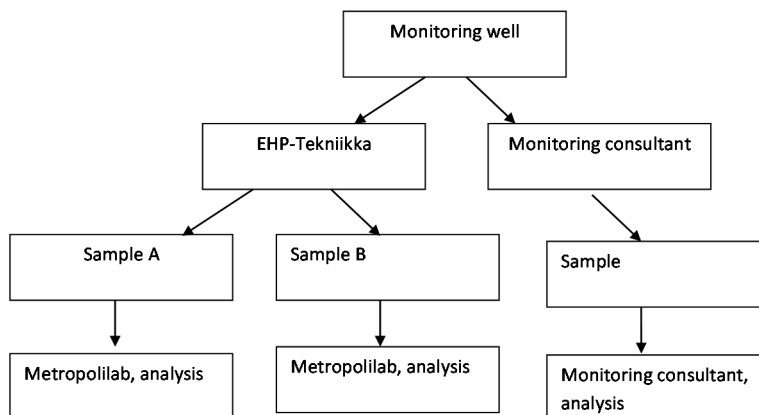 Monitoring well
EHP-Tekniikka
Monitoring consultant
Sample A
Sample B
Sample
Metropolilab, analysis
Metropolilab, analysis
Monitoring consultant,
analysis